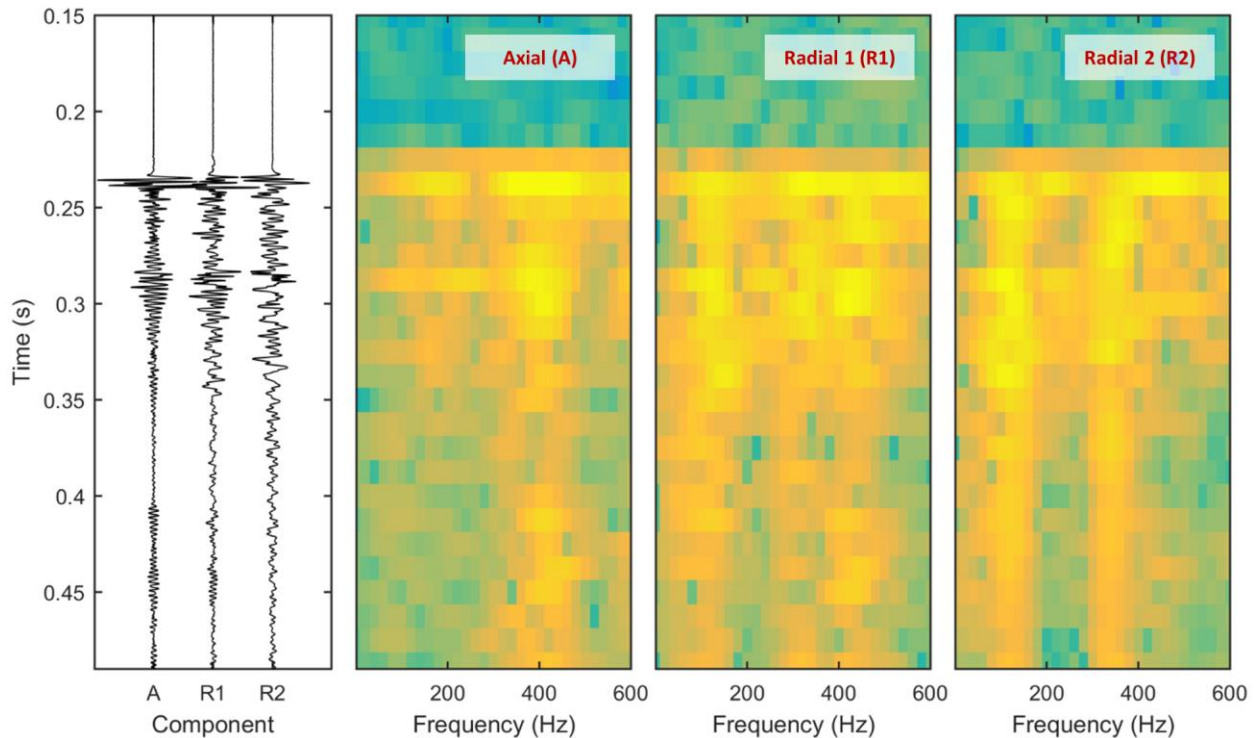 0.15
0.2
0.25
0.3
0.35
0.4
0.45
Time (s)
A R1 R2
Component
Axial (A)
200 400 600
Frequency (Hz)
Radial 1 (R1)
200 400 600
Frequency (Hz)
Radial 2 (R2)
200 400 600
Frequency (Hz)